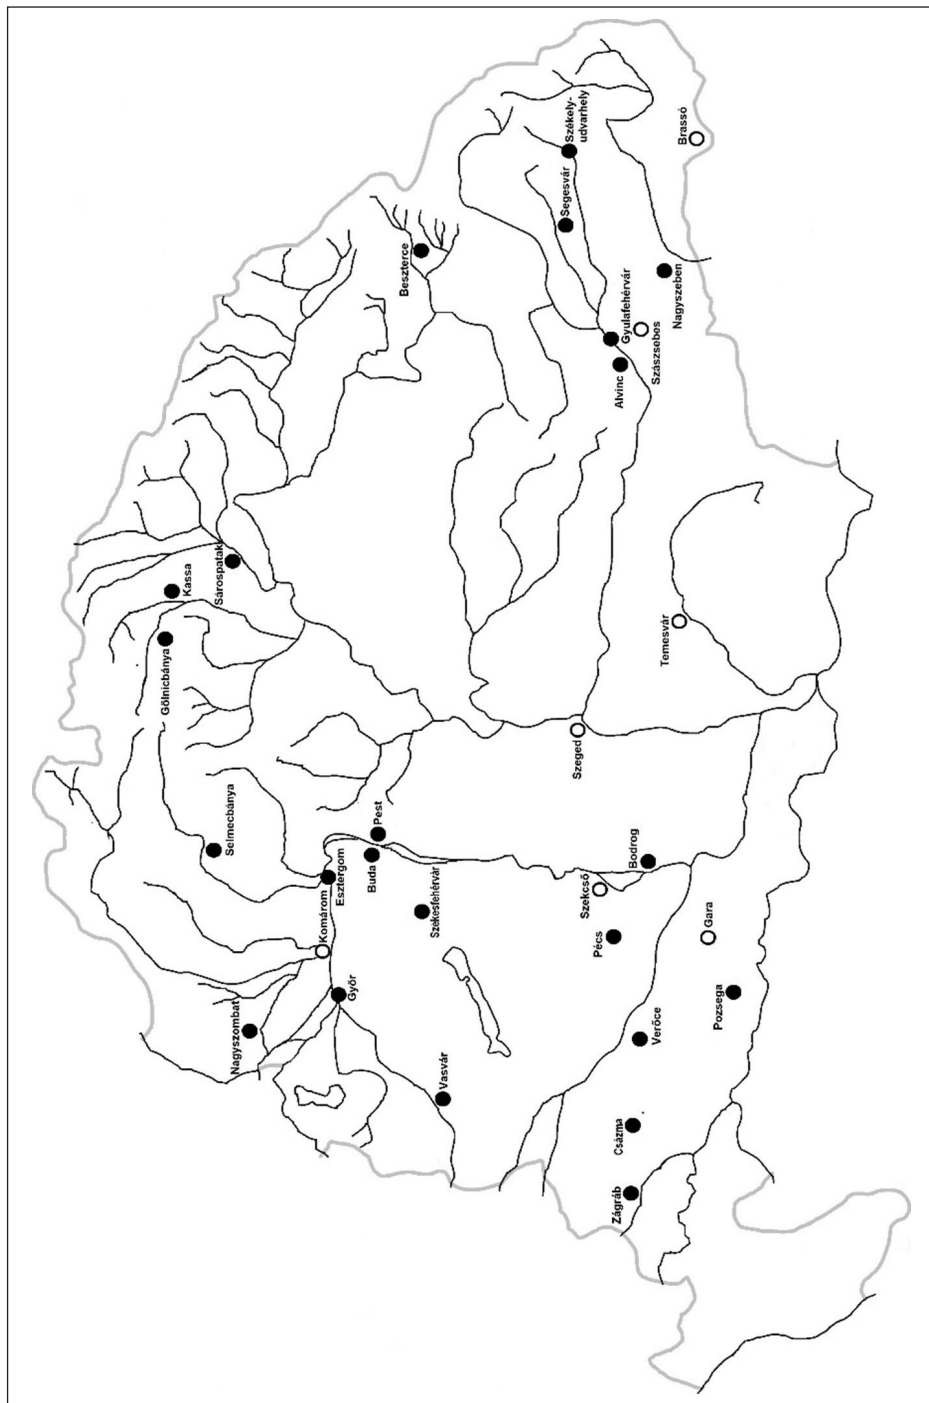 Nagyszombat
Győr
Komárom
Esztergom
Selmecbánya
Gölnicbánya
Kassa
Sárospatak
Buda
Pest
Székesfehérvár
Vasvár
Beszterce
Székely-
udvarhely
Segesvár
Brassó
Nagyszeben
Gyulafehérvár
Szászsebes
Alvinc
Temesvár
Szeged
Szekcső
Bodrog
Pécs
Gara
Pozsega
Verőce
Csázma
Zágráb